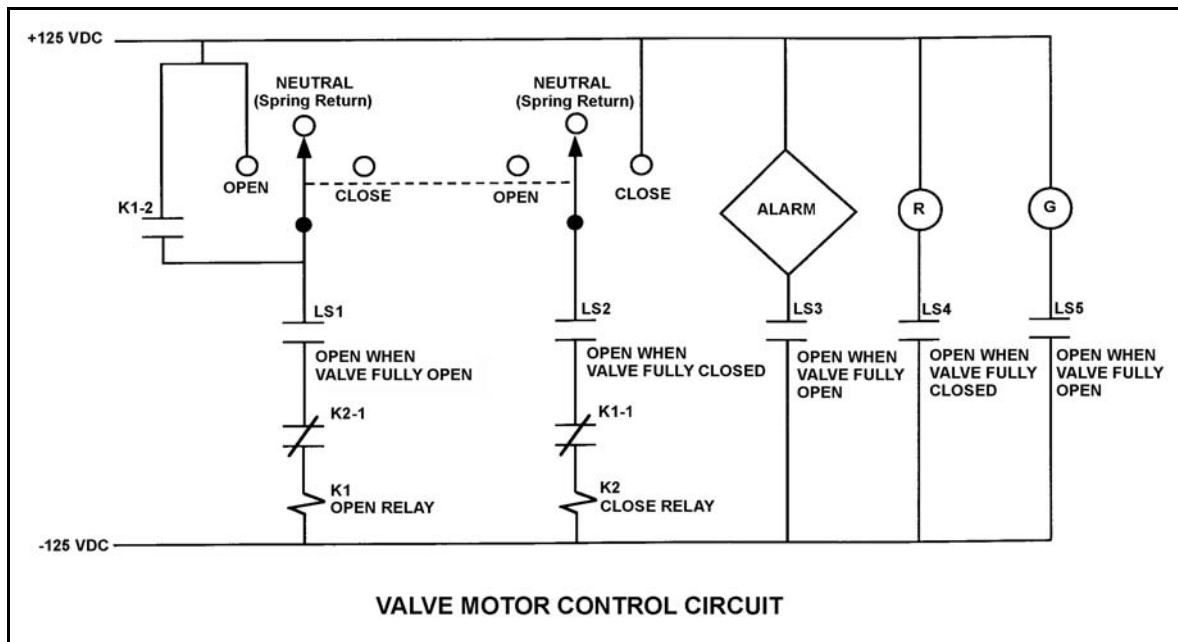 +125 VDC
NEUTRAL
(Spring Return)
NEUTRAL
(Spring Return)
OPEN
CLOSE
OPEN
CLOSE
K1-2
ALARM
R
G
LS1
OPEN WHEN
VALVE FULLY OPEN
LS2
OPEN WHEN
VALVE FULLY CLOSED
LS3
OPEN WHEN
VALVE FULLY
OPEN
LS4
OPEN WHEN
VALVE FULLY
CLOSED
LS5
OPEN WHEN
VALVE FULLY
OPEN
K2-1
K1-1
K1
OPEN RELAY
K2
CLOSE RELAY
-125 VDC
VALVE MOTOR CONTROL CIRCUIT